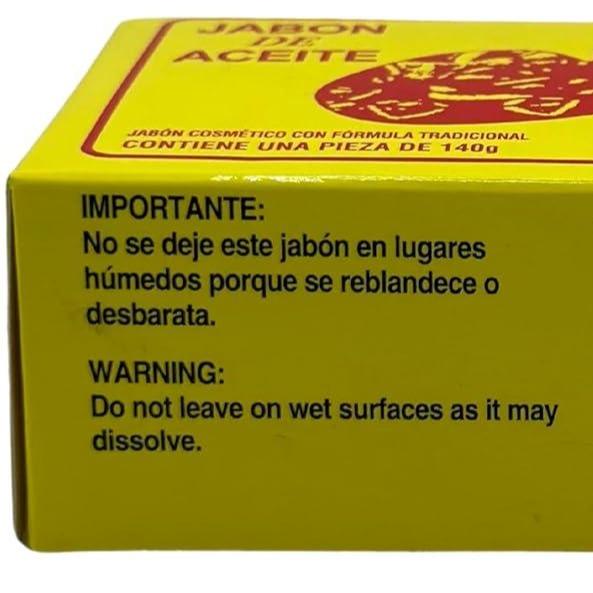 JABON
DE
ACEITE
JABÓN COSMÉTICO CON FÓRMULA TRADICIONAL
CONTIENE UNA PIEZA DE 140g
IMPORTANTE:
No se deje este jabón en lugares
húmedos porque se reblandece o
desbarata.
WARNING:
Do not leave on wet surfaces as it may
dissolve.